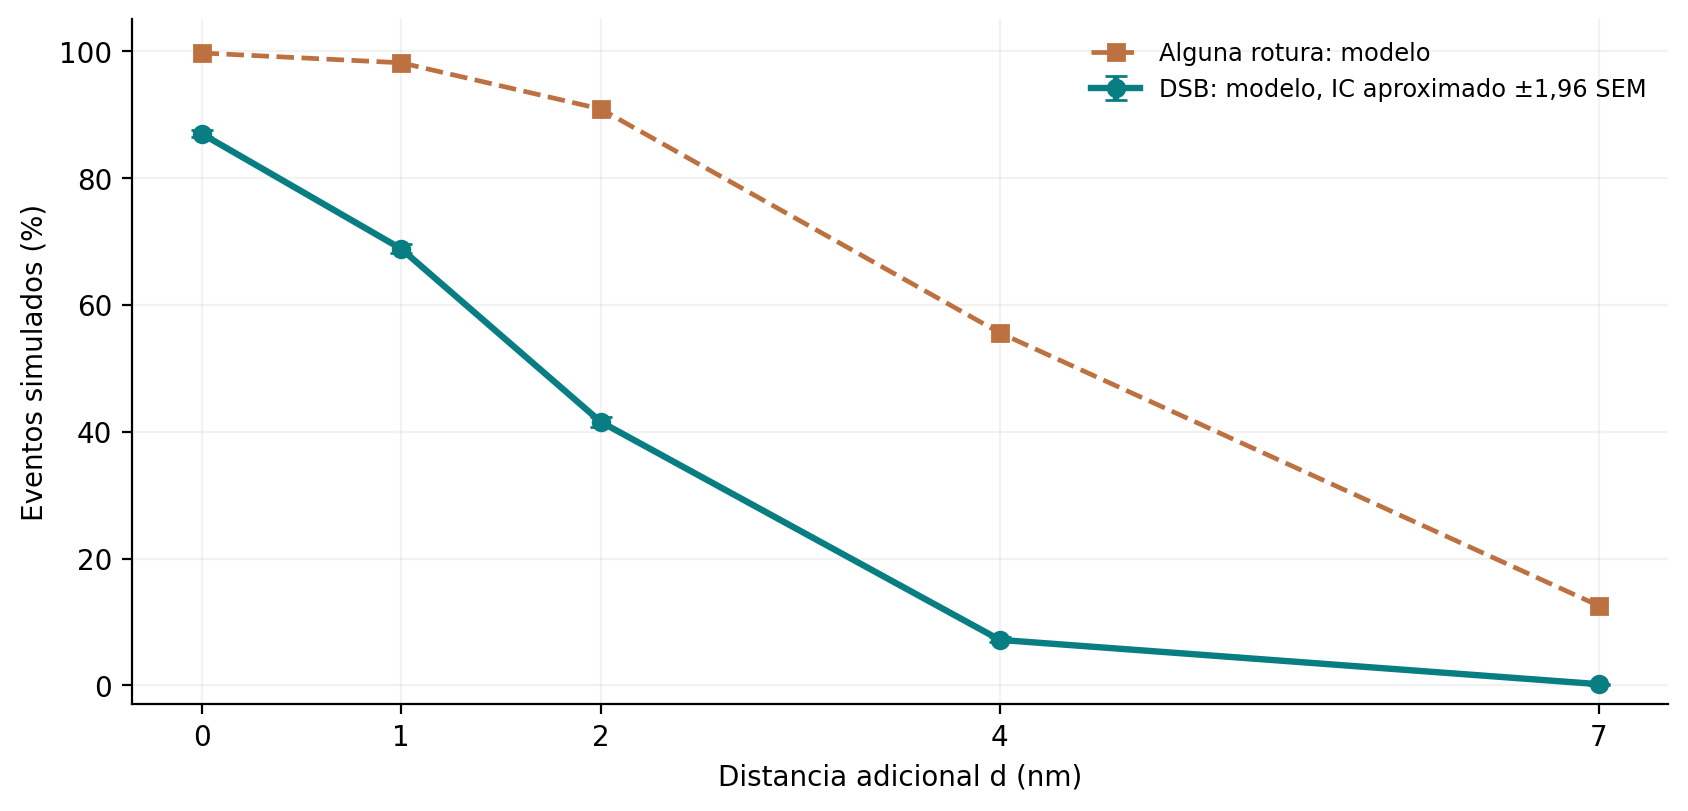 Alguna rotura: modelo
DSB: modelo, IC aproximado ±1,96 SEM
Eventos simulados (%)
100
80
60
40
20
0
0 1 2 4 7
Distancia adicional d (nm)